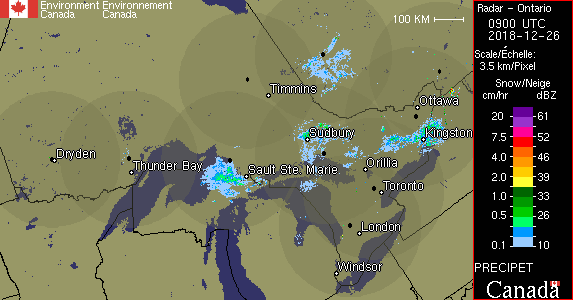 Environment Environnement
Canada Canada
100 KM
Timmins
Ottawa
Sudbury
Kingston
Dryden
Thunder Bay
Sault Ste. Marie
Orillia
Toronto
London
Windsor
Radar - Ontario
0900 UTC
2018-12-26
Scale/Échelle:
3.5 km/Pixel
Snow/Neige
cm/hr dBZ
20 61
7.5 52
4.0 46
2.0 39
1.0 33
0.5 26
0.1 10
PRECIPET
Canada